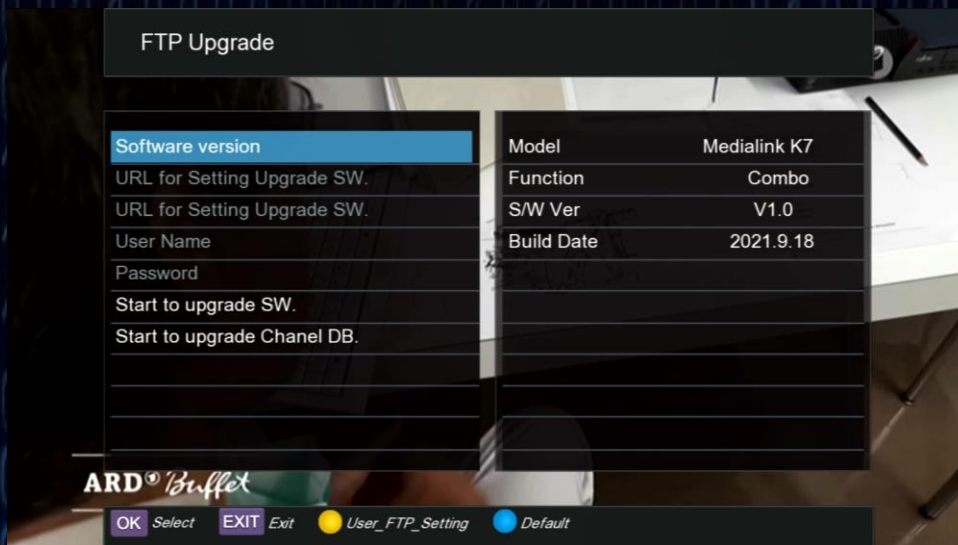 FTP Upgrade
Software version
URL for Setting Upgrade SW.
URL for Setting Upgrade SW.
User Name
Password
Start to upgrade SW.
Start to upgrade Chanel DB.
Model Medialink K7
Function Combo
S/W Ver V1.0
Build Date 2021.9.18
ARD Buffet
OK Select EXIT Exit User_FTP_Setting Default